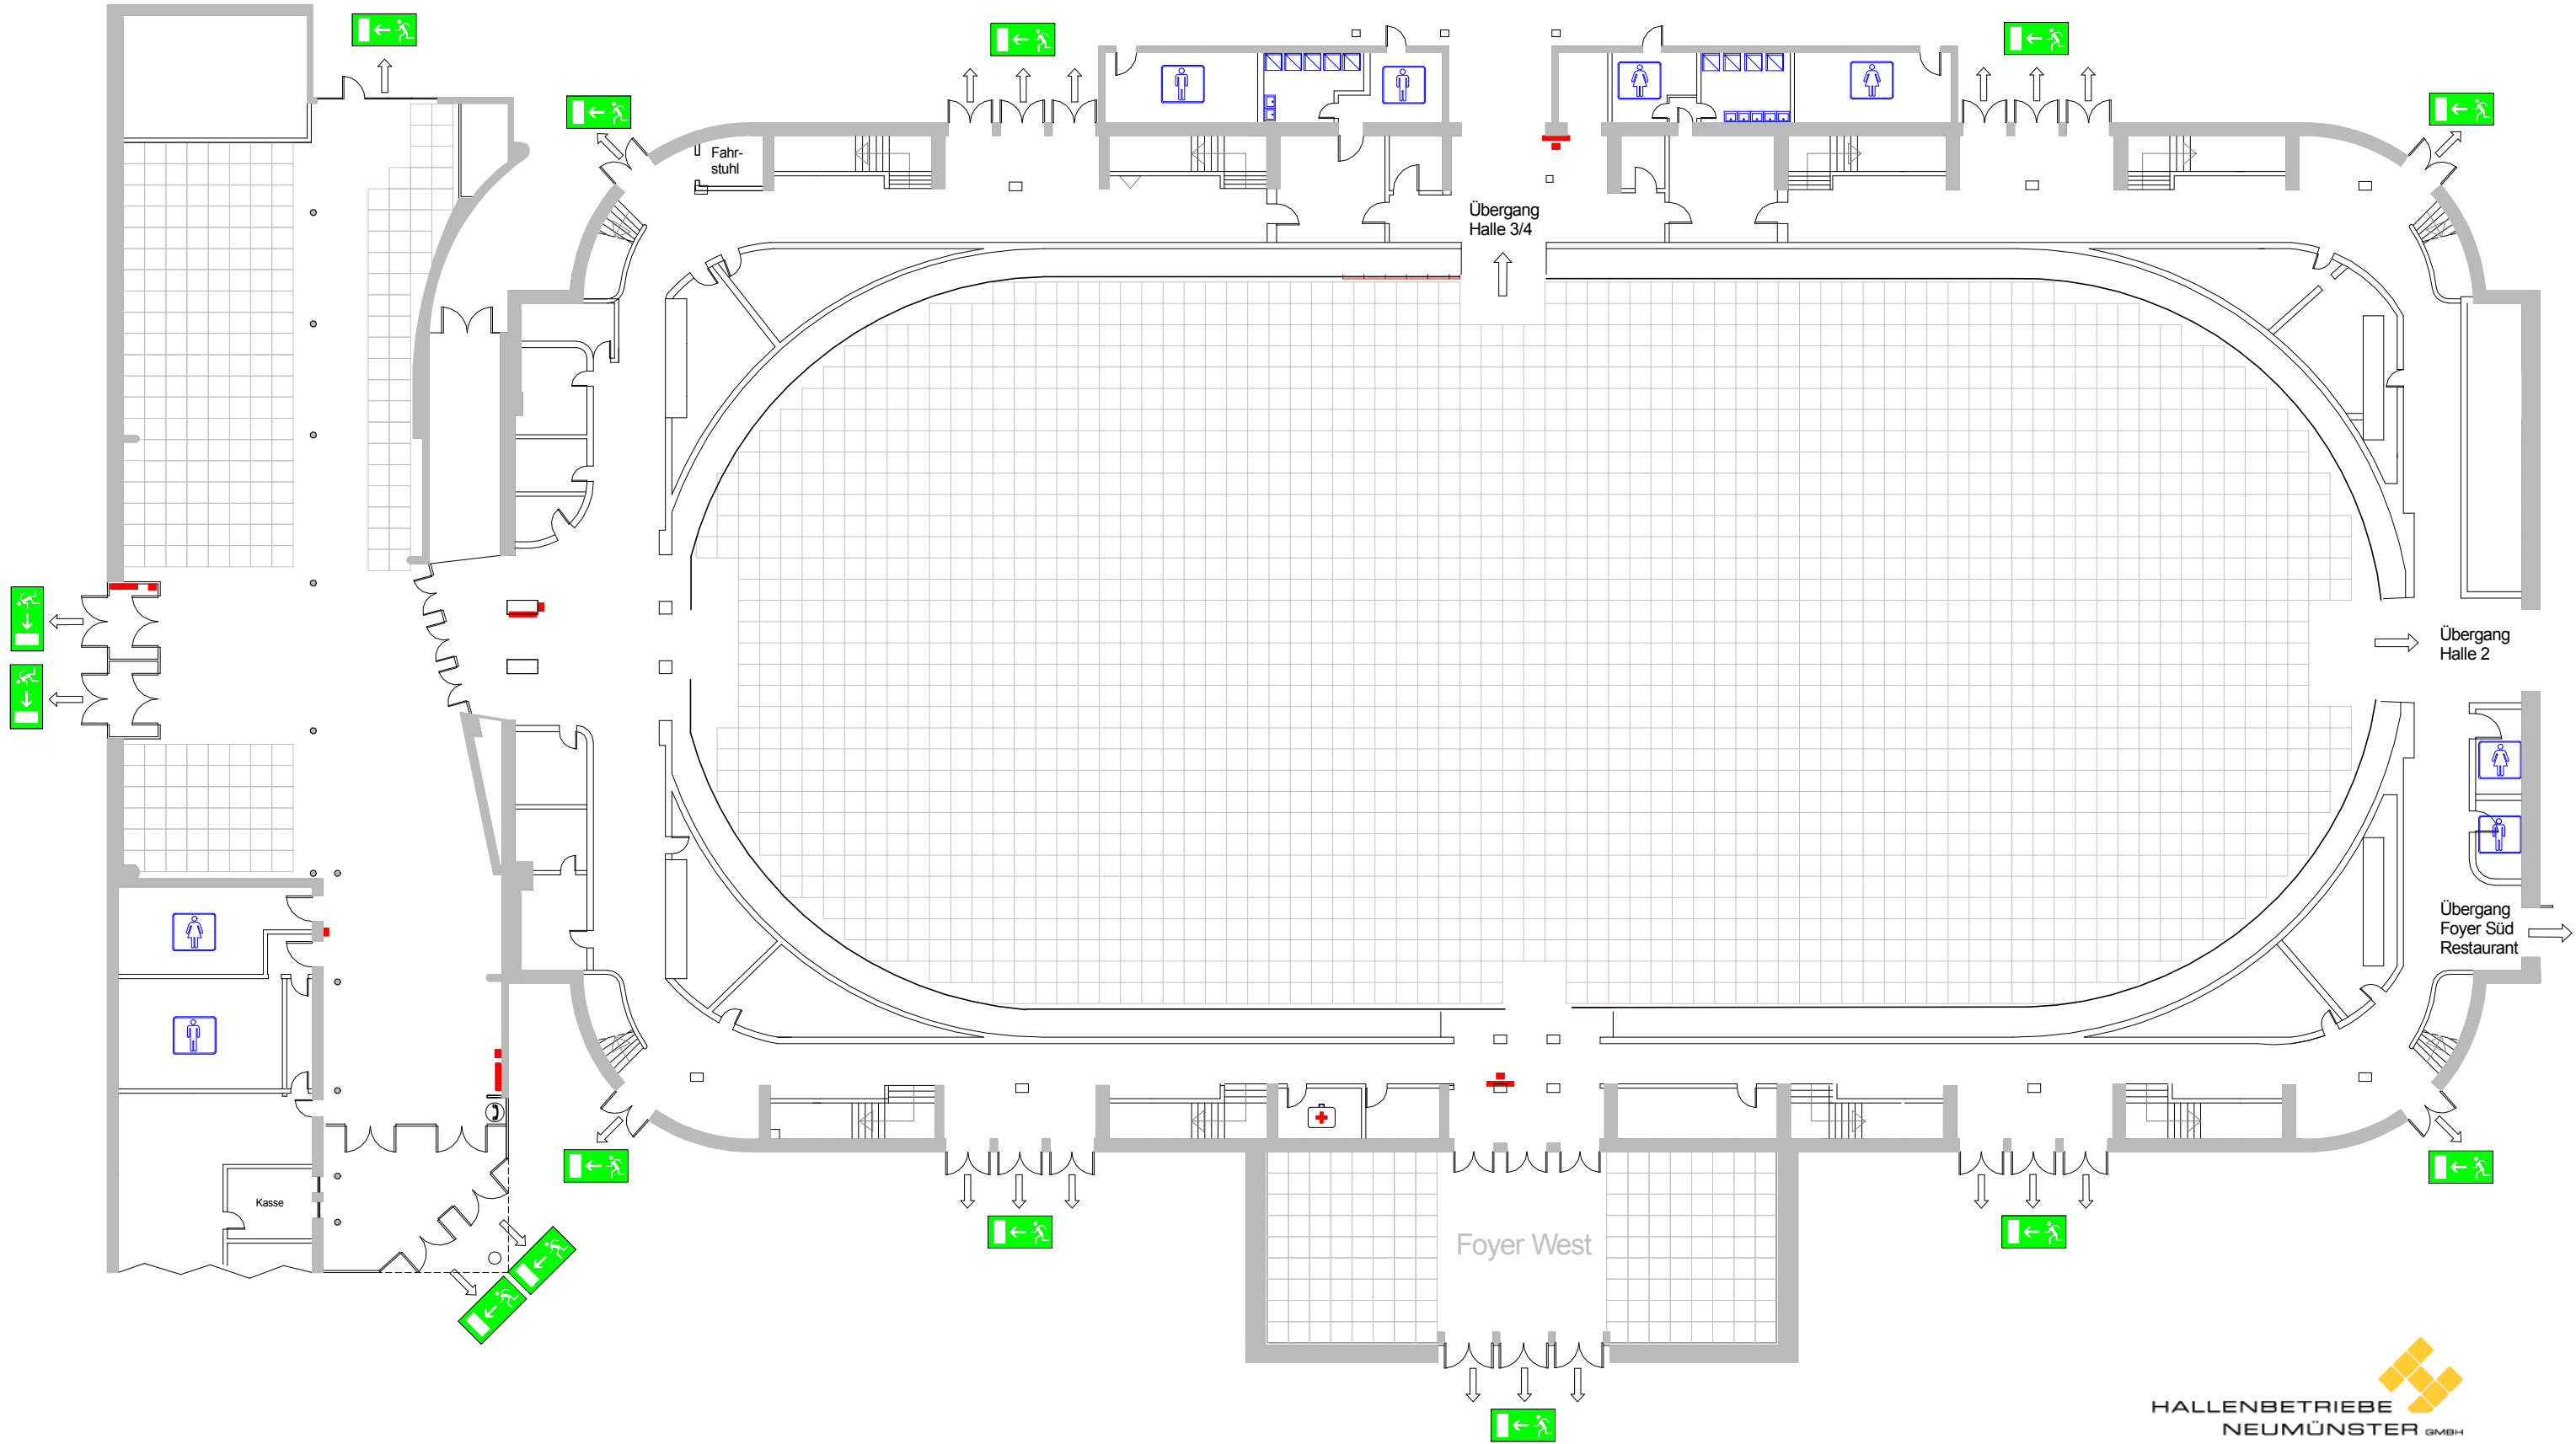 Fahr-
stuhl
Übergang
Halle 3/4
Übergang
Halle 2
Übergang
Foyer Süd
Restaurant
Kasse
Foyer West
HALLENBETRIEBE
NEUMÜNSTER GMBH